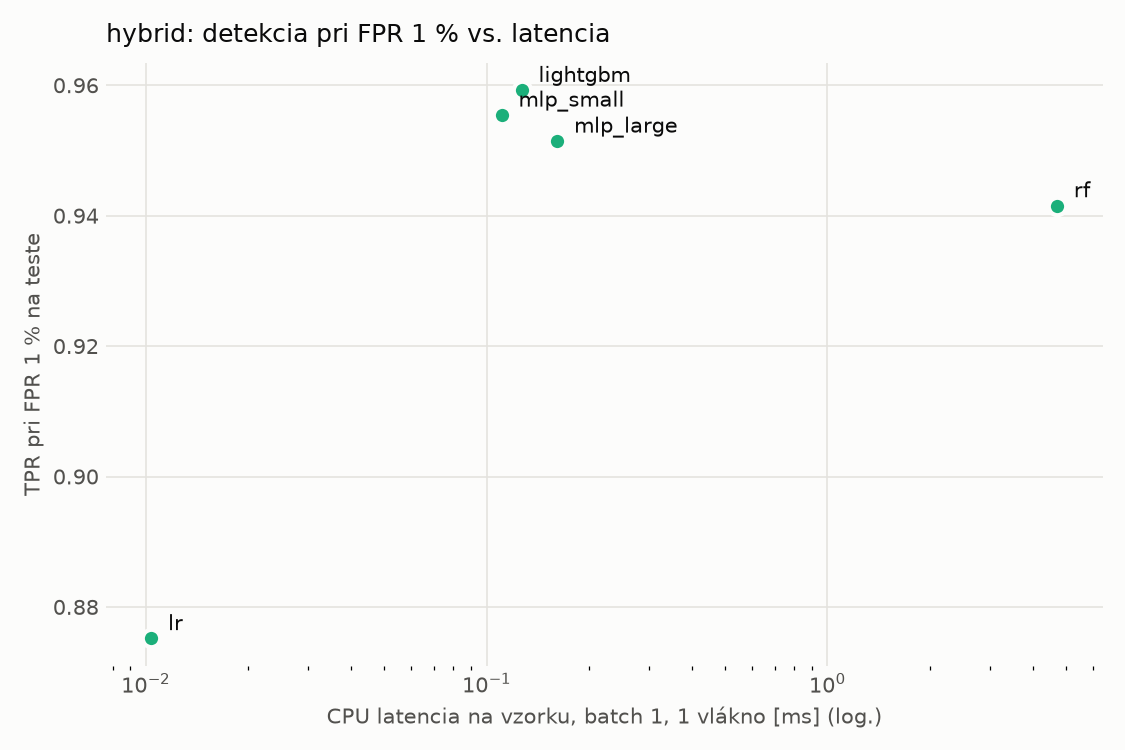 hybrid: detekcia pri FPR 1 % vs. latencia
TPR pri FPR 1 % na teste
0.96
0.94
0.92
0.90
0.88
lightgbm
mlp_small
mlp_large
rf
lr
10⁻²
10⁻¹
10⁰
CPU latencia na vzorku, batch 1, 1 vlákno [ms] (log.)